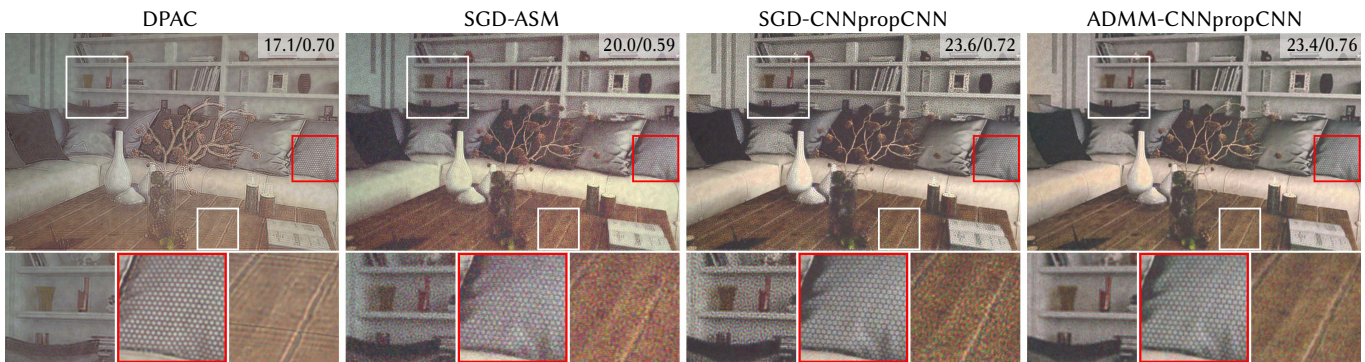 DPAC
SGD-ASM
SGD-CNNpropCNN
ADMM-CNNpropCNN
17.1/0.70
20.0/0.59
23.6/0.72
23.4/0.76